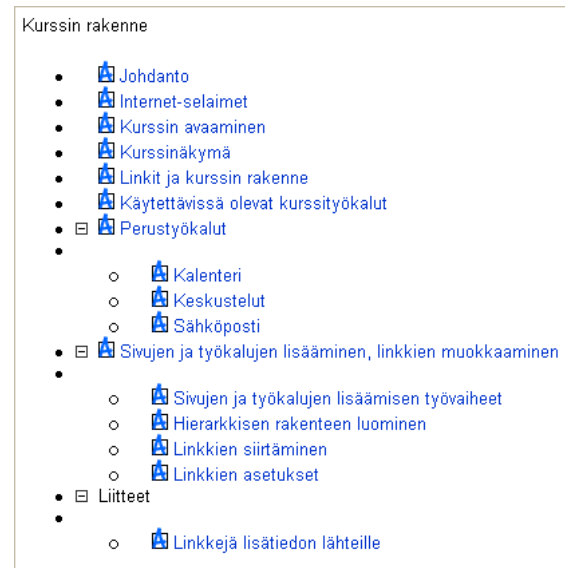 Kurssin rakenne
Johdanto
Internet-selaimet
Kurssin avaaminen
Kurssinäkymä
Linkit ja kurssin rakenne
Käytettävissä olevat kurssityökalut
Perustyökalut
Kalenteri
Keskustelut
Sähköposti
Sivujen ja työkalujen lisääminen, linkkien muokkaaminen
Sivujen ja työkalujen lisäämisen työvaiheet
Hierarkkisen rakenteen luominen
Linkkien siirtäminen
Linkkien asetukset
Liitteet
Linkkejä lisätiedon lähteille